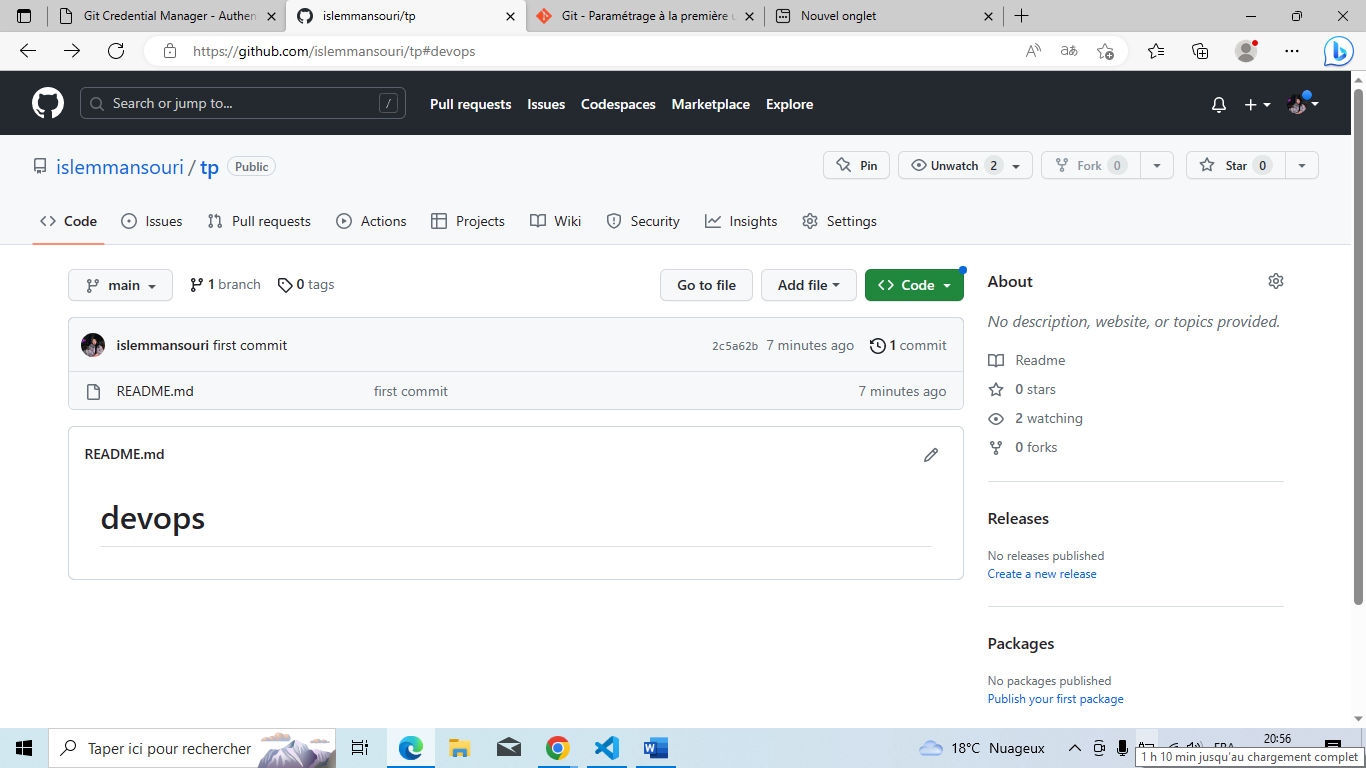 Git Credential Manager - Authen
islemmansouri/tp
Git - Paramétrage à la première u
Nouvel onglet
https://github.com/islemmansouri/tp#devops
Search or jump to... /
Pull requests Issues Codespaces Marketplace Explore
islemmansouri / tp Public
Pin Unwatch 2 Fork 0 Star 0
Code Issues Pull requests Actions Projects Wiki Security Insights Settings
main 1 branch 0 tags Go to file Add file Code
islemmansouri first commit 2c5a62b 7 minutes ago 1 commit
README.md first commit 7 minutes ago
README.md
devops
About
No description, website, or topics provided.
Readme
0 stars
2 watching
0 forks
Releases
No releases published
Create a new release
Packages
No packages published
Publish your first package
Taper ici pour rechercher
18°C Nuageux
20:56
1 h 10 min jusqu'au chargement complet